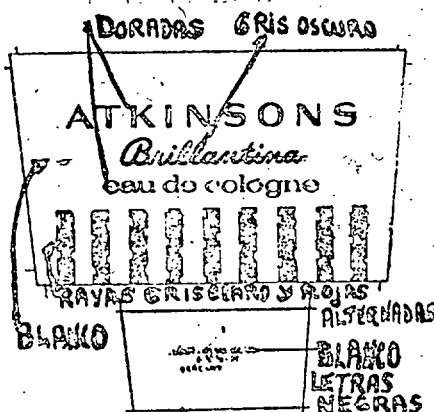 DORADAS GRIS OSCURO
ATKINSONS
Brillantina
eau de cologne
RAYAS GRIS CLARO Y ROJAS
ALTERNADAS
BLANCO
BLANCO
LETRAS
NEGRAS